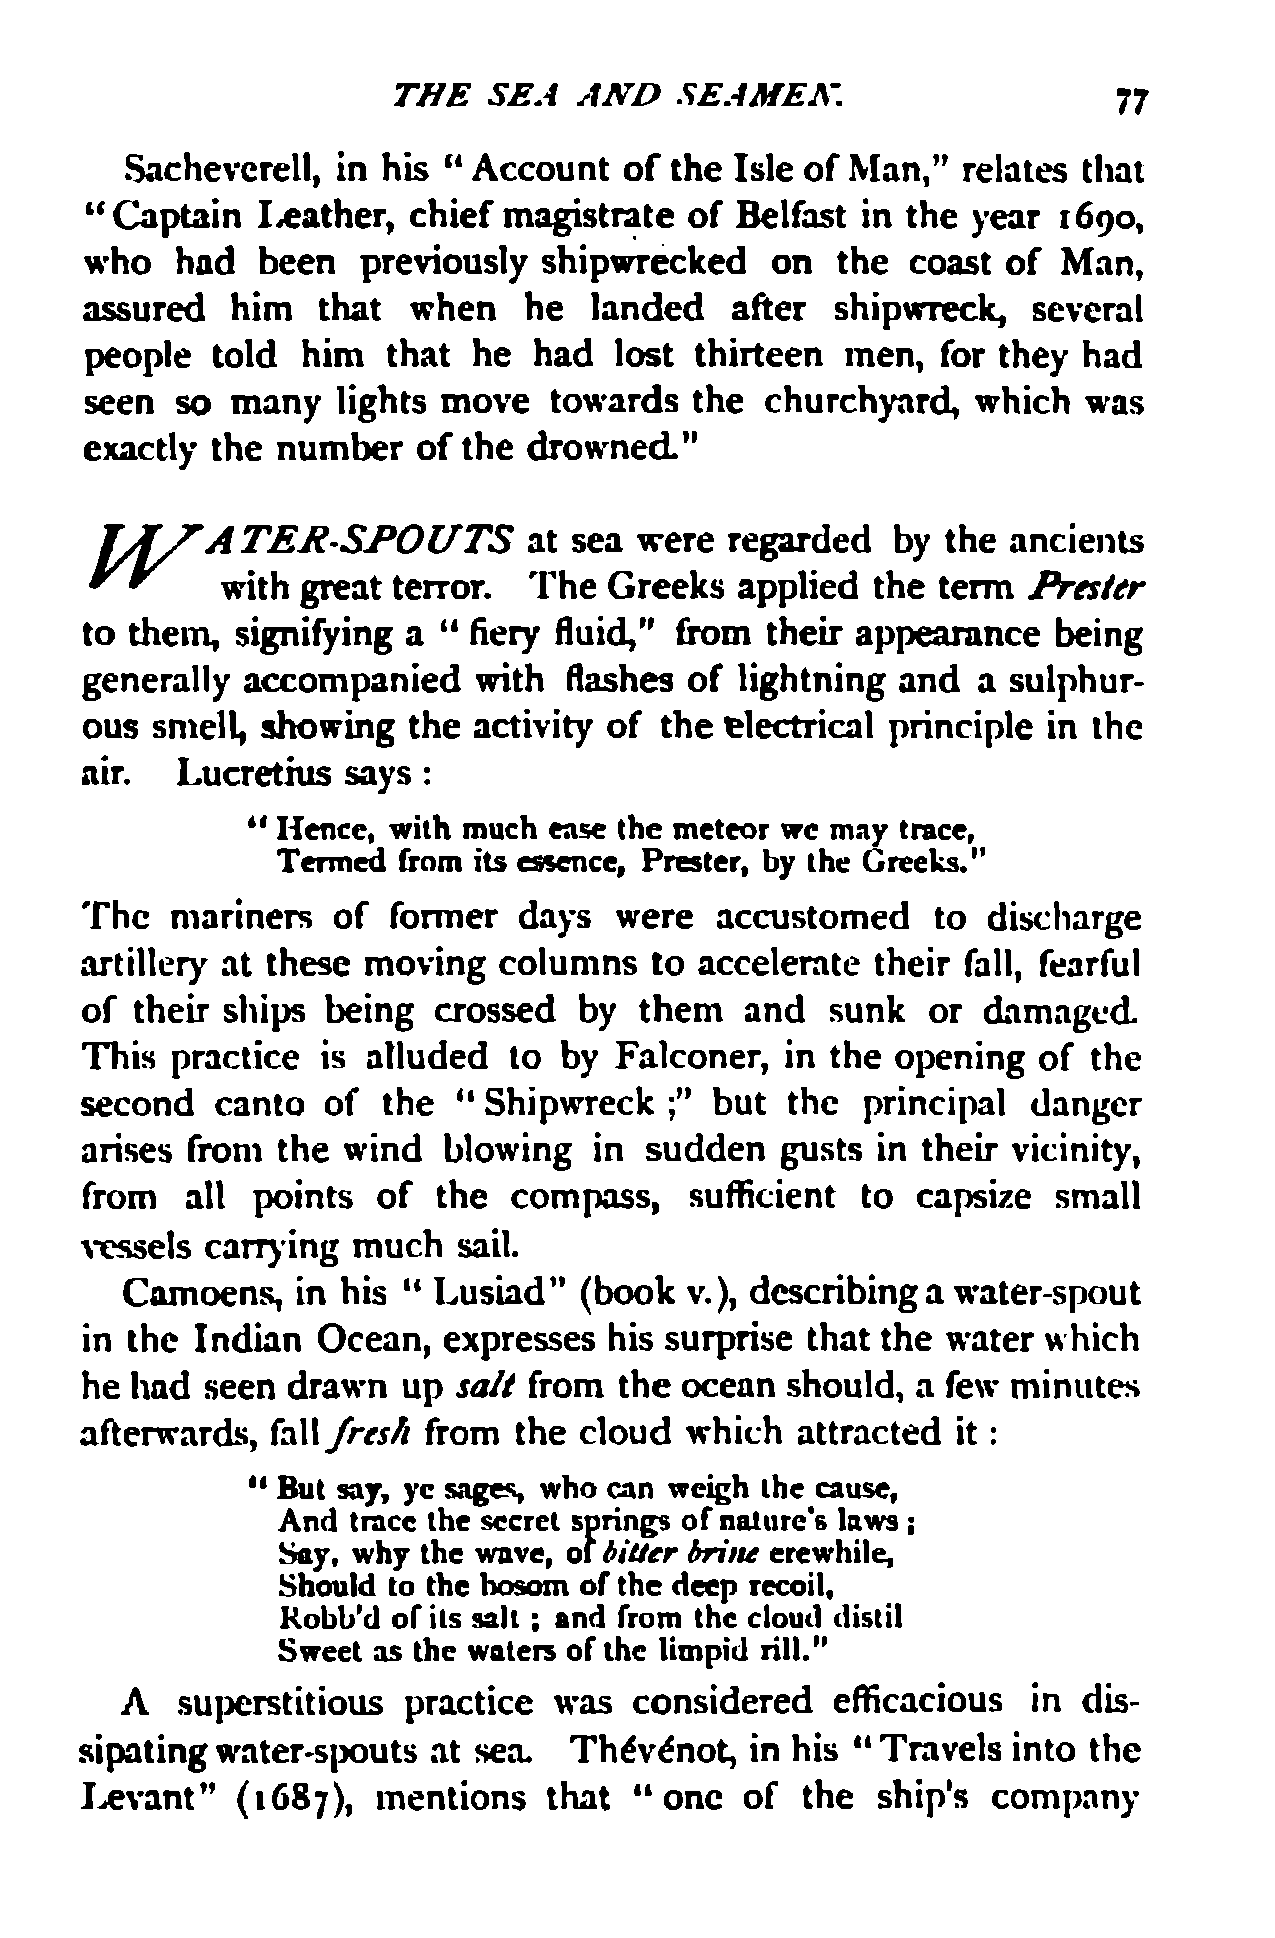 THE SEA AND SEAMEN. 77
Sacheverell, in his "Account of the Isle of Man," relates that
"Captain Leather, chief magistrate of Belfast in the year 1690,
who had been previously shipwrecked on the coast of Man,
assured him that when he landed after shipwreck, several
people told him that he had lost thirteen men, for they had
seen so many lights move towards the churchyard, which was
exactly the number of the drowned."
WATER-SPOUTS at sea were regarded by the ancients
with great terror. The Greeks applied the term Prester
to them, signifying a "fiery fluid," from their appearance being
generally accompanied with flashes of lightning and a sulphur-
ous smell, showing the activity of the electrical principle in the
air. Lucretius says :
"Hence, with much ease the meteor we may trace,
Termed from its essence, Prester, by the Greeks."
The mariners of former days were accustomed to discharge
artillery at these moving columns to accelerate their fall, fearful
of their ships being crossed by them and sunk or damaged.
This practice is alluded to by Falconer, in the opening of the
second canto of the "Shipwreck ;" but the principal danger
arises from the wind blowing in sudden gusts in their vicinity,
from all points of the compass, sufficient to capsize small
vessels carrying much sail.
Camoens, in his "Lusiad" (book v.), describing a water-spout
in the Indian Ocean, expresses his surprise that the water which
he had seen drawn up salt from the ocean should, a few minutes
afterwards, fall fresh from the cloud which attracted it :
"But say, ye sages, who can weigh the cause,
And trace the secret springs of nature's laws ;
Say, why the wave, of bitter brine erewhile,
Should to the bosom of the deep recoil,
Robb'd of its salt ; and from the cloud distil
Sweet as the waters of the limpid rill."
A superstitious practice was considered efficacious in dis-
sipating water-spouts at sea. Thévénot, in his "Travels into the
Levant" (1687), mentions that "one of the ship's company